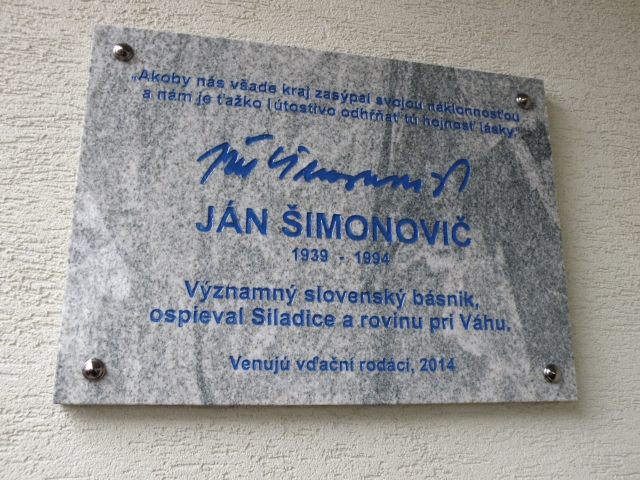 „Akoby nás všade kraj zasýpal svojou náklonnosťou
a nám je ťažko ľútostivo odhŕňať tú hojnosť lásky."
JÁN ŠIMONOVIČ
1939 - 1994
Významný slovenský básnik,
ospieval Siladice a rovinu pri Váhu.
Venujú vďační rodáci, 2014